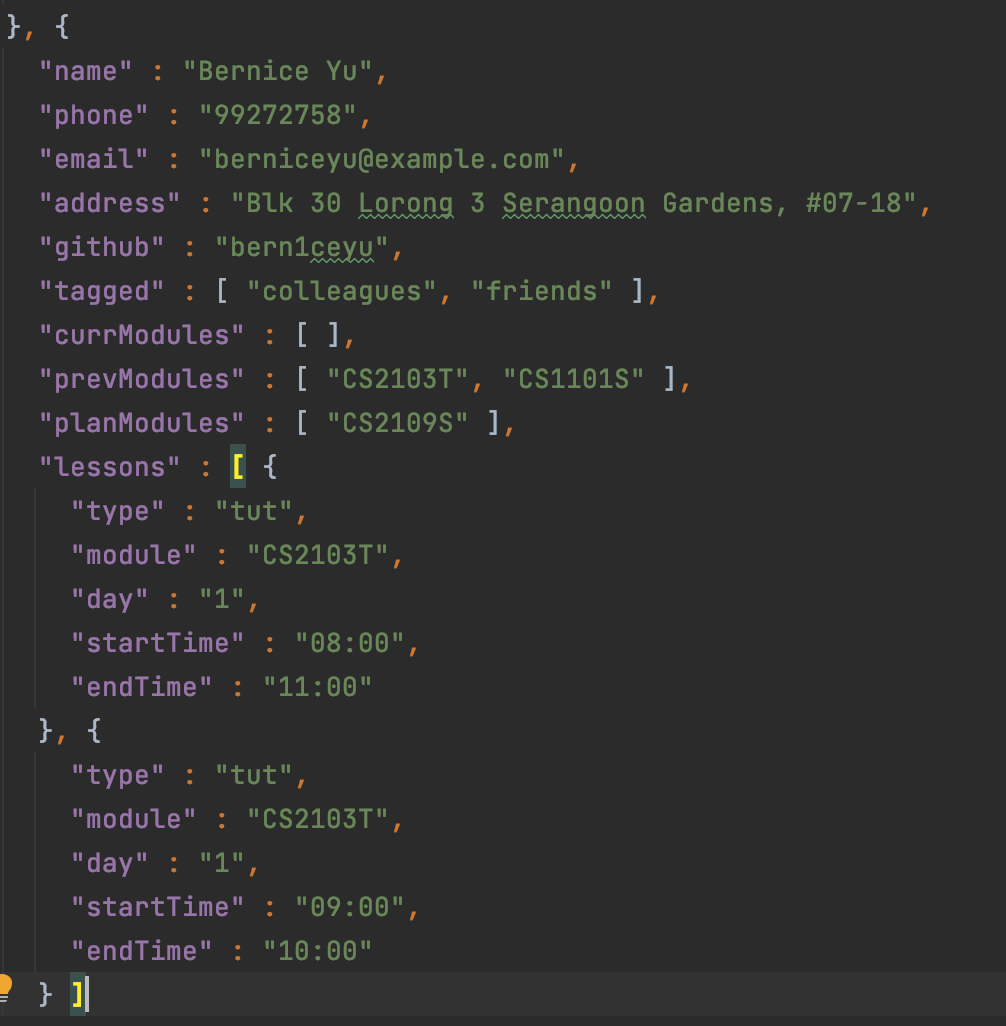 }, {
"name" : "Bernice Yu",
"phone" : "99272758",
"email" : "berniceyu@example.com",
"address" : "Blk 30 Lorong 3 Serangoon Gardens, #07-18",
"github" : "bern1ceyu",
"tagged" : [ "colleagues", "friends" ],
"currModules" : [ ],
"prevModules" : [ "CS2103T", "CS1101S" ],
"planModules" : [ "CS2109S" ],
"lessons" : [ {
"type" : "tut",
"module" : "CS2103T",
"day" : "1",
"startTime" : "08:00",
"endTime" : "11:00"
}, {
"type" : "tut",
"module" : "CS2103T",
"day" : "1",
"startTime" : "09:00",
"endTime" : "10:00"
} ]